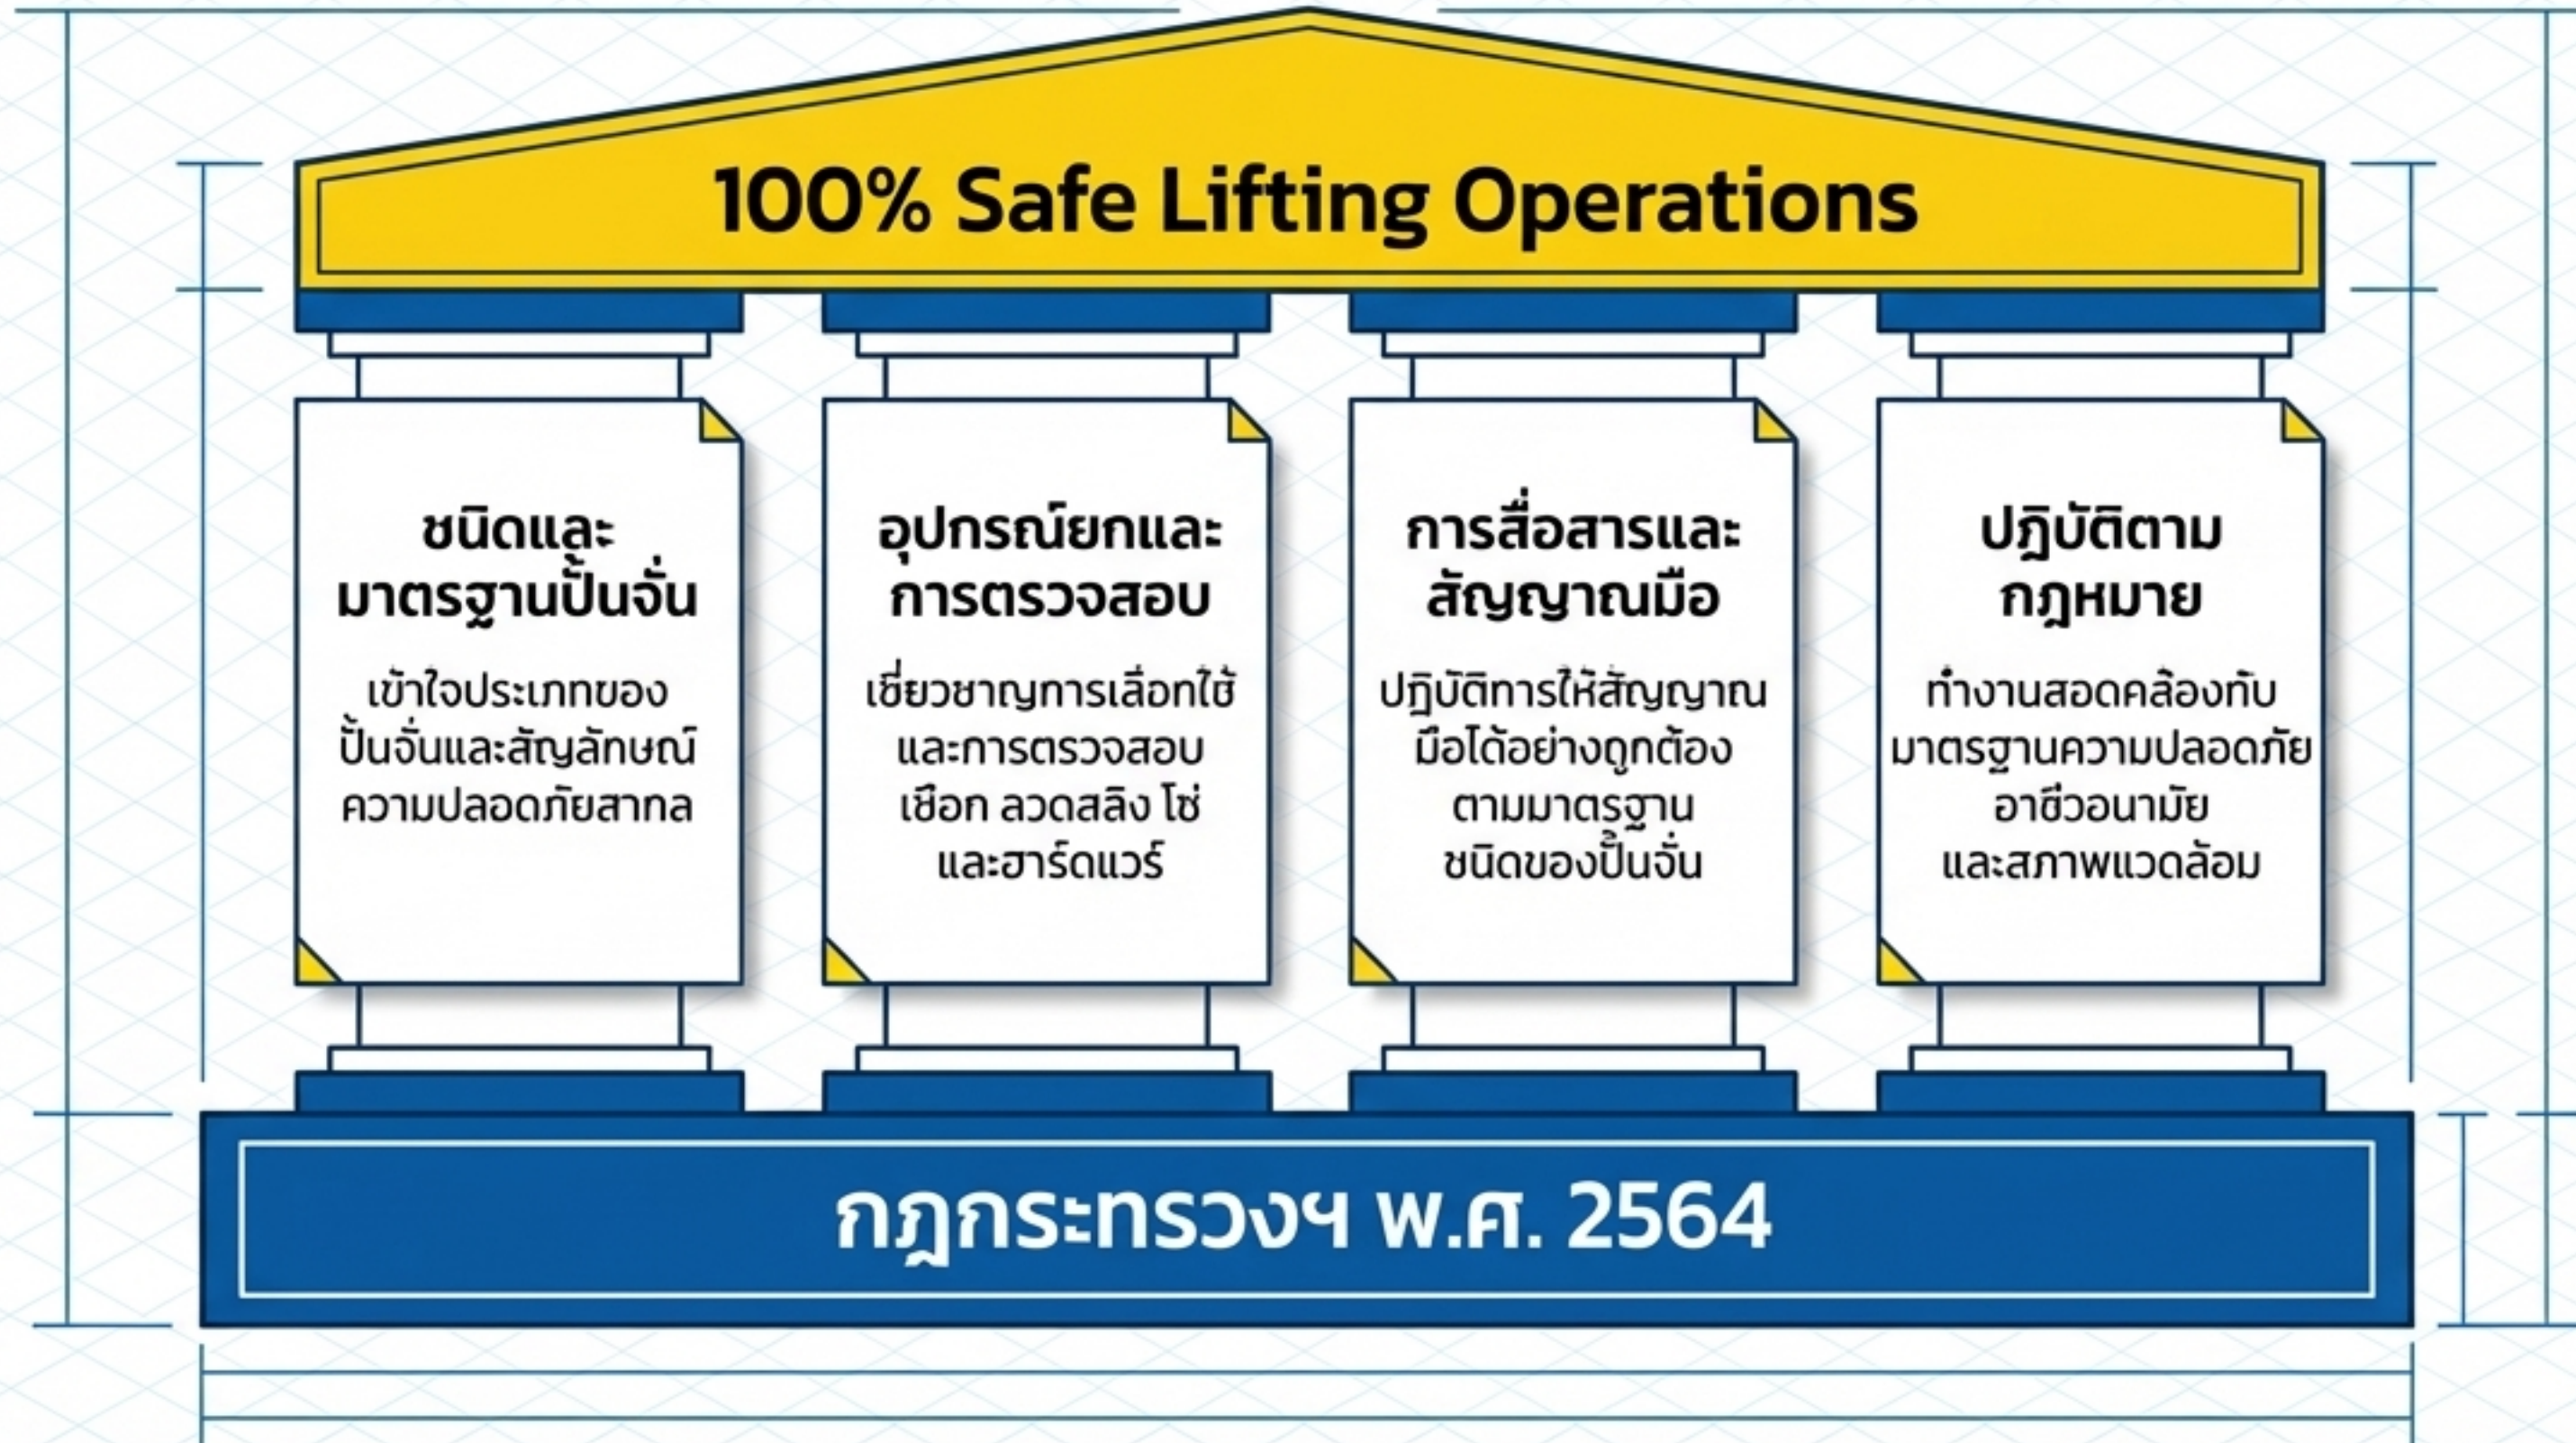 100% Safe Lifting Operations
ชนิดและ
มาตรฐานปั้นจั่น
เข้าใจประเภทของ
ปั้นจั่นและสัญลักษณ์
ความปลอดภัยสากล
อุปกรณ์ยกและ
การตรวจสอบ
เชี่ยวชาญการเลือกใช้
และการตรวจสอบ
เชือก ลวดสลิง โซ่
และฮาร์ดแวร์
การสื่อสารและ
สัญญาณมือ
ปฏิบัติการให้สัญญาณ
มือได้อย่างถูกต้อง
ตามมาตรฐาน
ชนิดของปั้นจั่น
ปฏิบัติตาม
กฎหมาย
ทำงานสอดคล้องกับ
มาตรฐานความปลอดภัย
อาชีวอนามัย
และสภาพแวดล้อม
กฎกระทรวงฯ พ.ศ. 2564